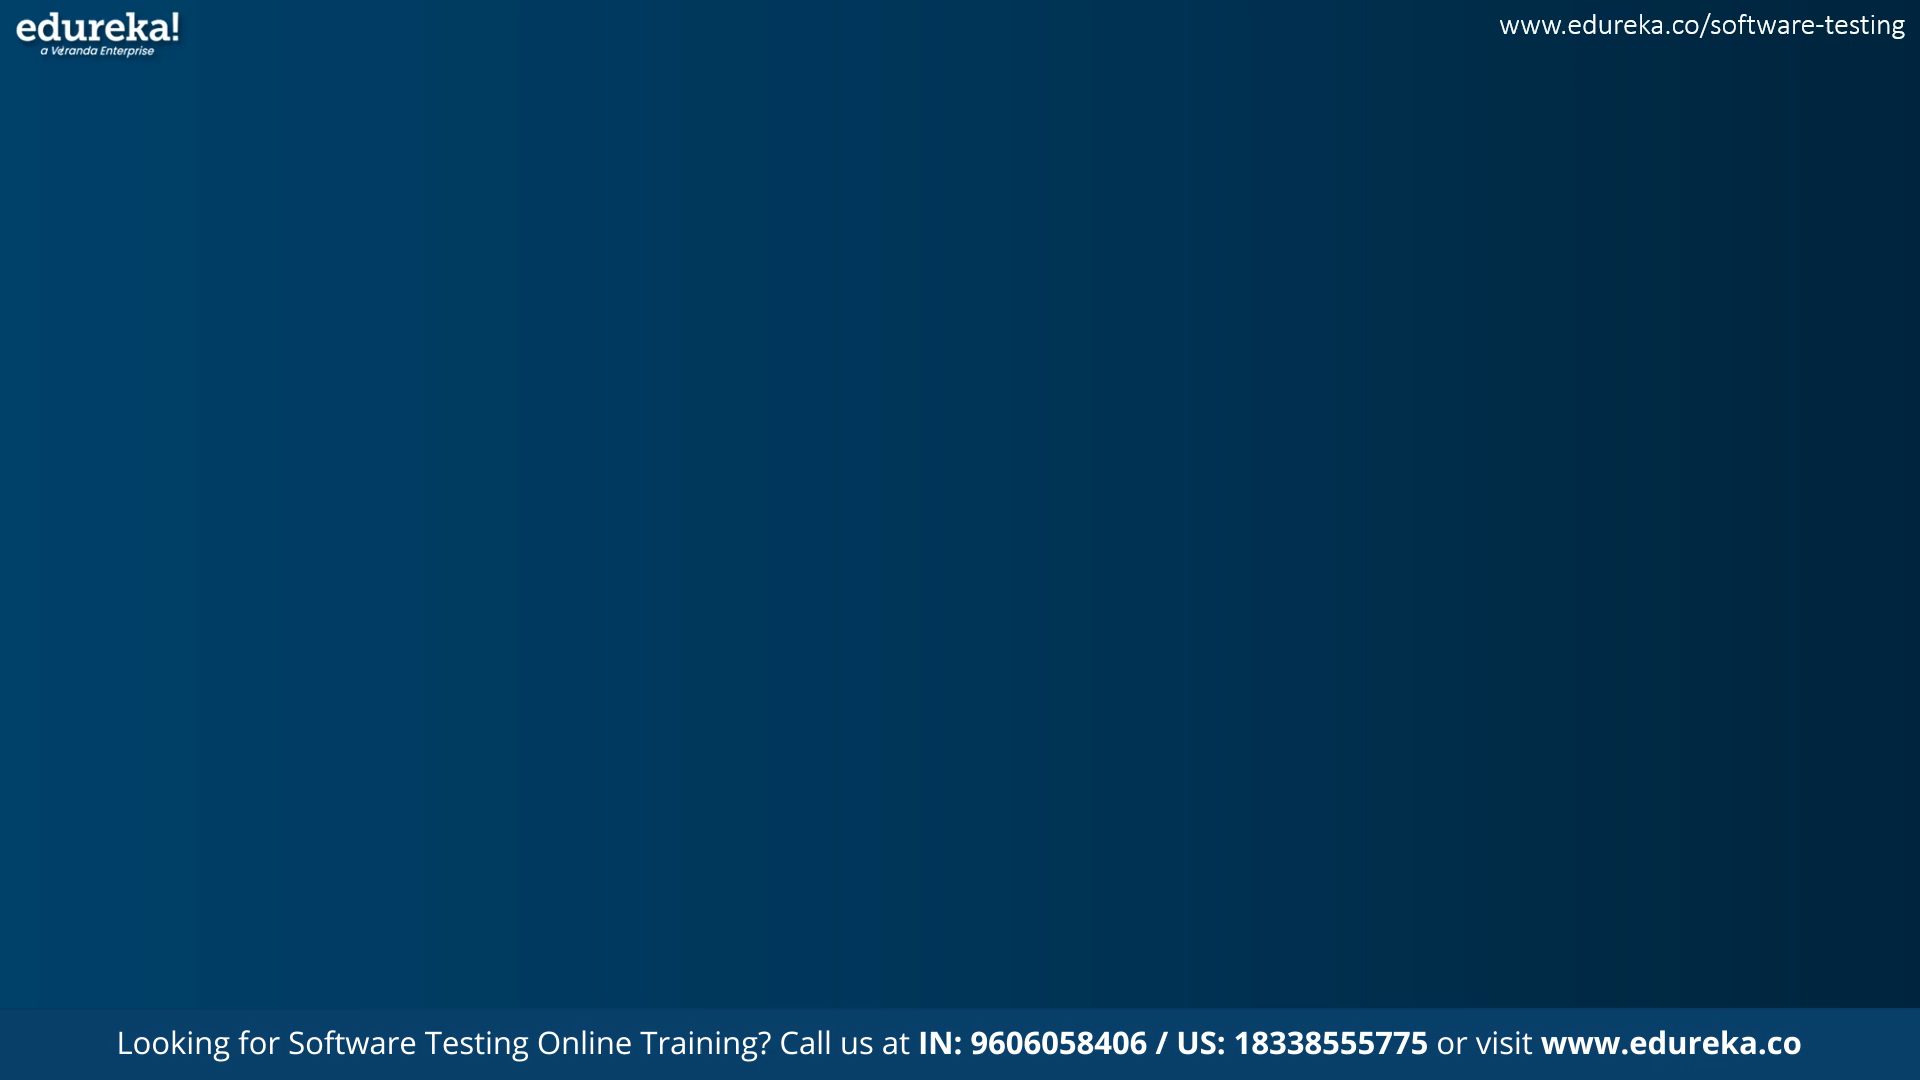 edureka!
a Veranda Enterprise
www.edureka.co/software-testing
Looking for Software Testing Online Training? Call us at IN: 9606058406 / US: 18338555775 or visit www.edureka.co